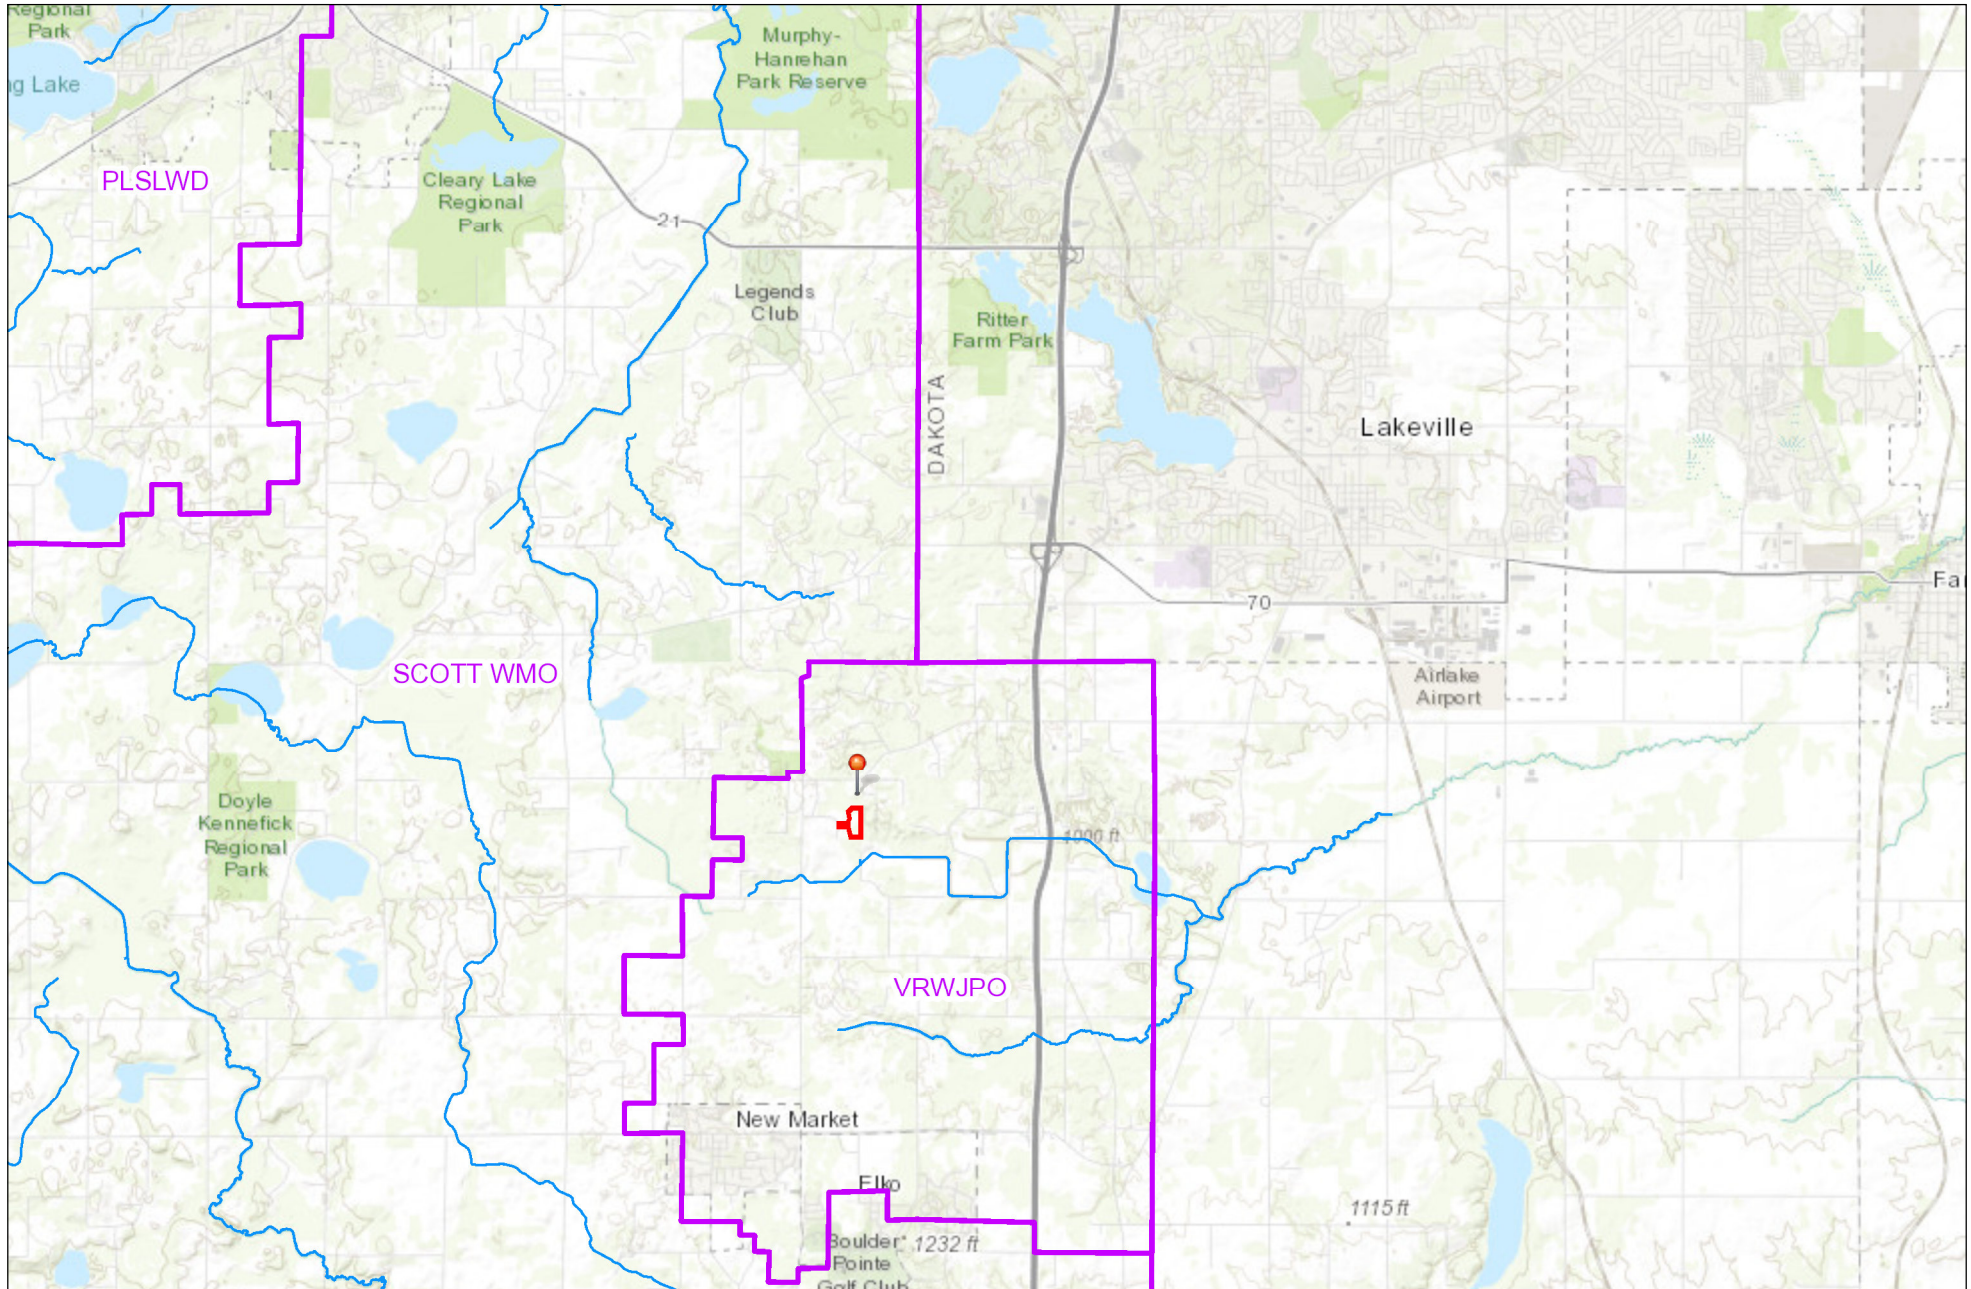 Regional
Park
ng Lake
Murphy-
Hanrehan
Park Reserve
PLSLWD
Cleary Lake
Regional
Park
21
Legends
Club
Ritter
Farm Park
DAKOTA
Lakeville
70
SCOTT WMO
Airlake
Airport
Doyle
Kennefick
Regional
Park
1090 ft
VRWJPO
New Market
Elko
1115 ft
Boulder
Pointe
Golf Club
1232 ft